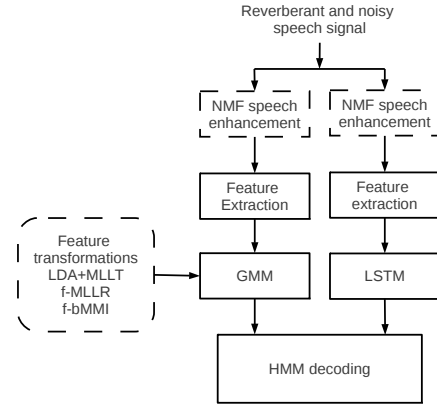 Reverberant and noisy
speech signal
NMF speech
enhancement
NMF speech
enhancement
Feature
Extraction
Feature
extraction
Feature
transformations
LDA+MLLT
f-MLLR
f-bMMI
GMM
LSTM
HMM decoding